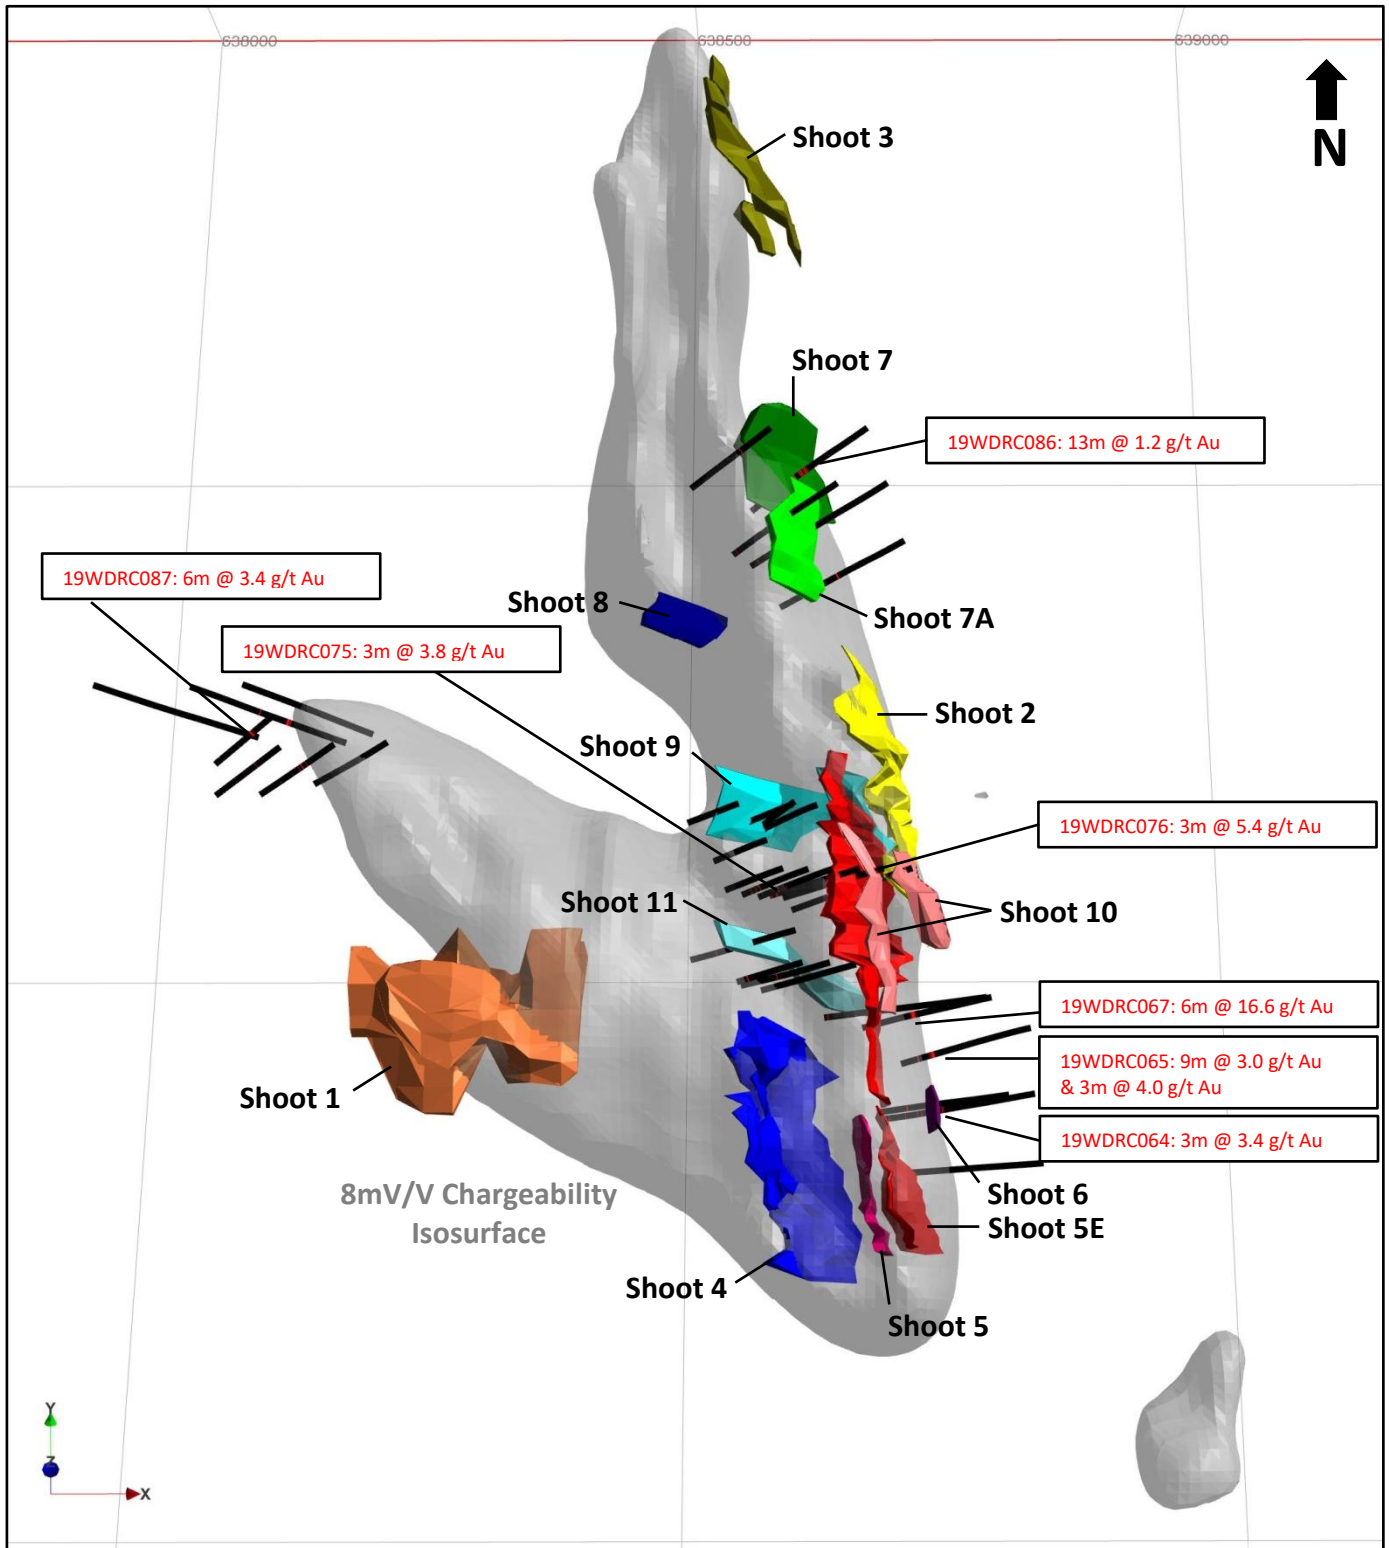 638000
638500
639000
N
Shoot 3
Shoot 7
19WDRC086: 13m @ 1.2 g/t Au
19WDRC087: 6m @ 3.4 g/t Au
Shoot 8
Shoot 7A
19WDRC075: 3m @ 3.8 g/t Au
Shoot 2
Shoot 9
19WDRC076: 3m @ 5.4 g/t Au
Shoot 11
Shoot 10
19WDRC067: 6m @ 16.6 g/t Au
19WDRC065: 9m @ 3.0 g/t Au
& 3m @ 4.0 g/t Au
Shoot 1
19WDRC064: 3m @ 3.4 g/t Au
8mV/V Chargeability
Isosurface
Shoot 6
Shoot 5E
Shoot 4
Shoot 5
Y
Z
X